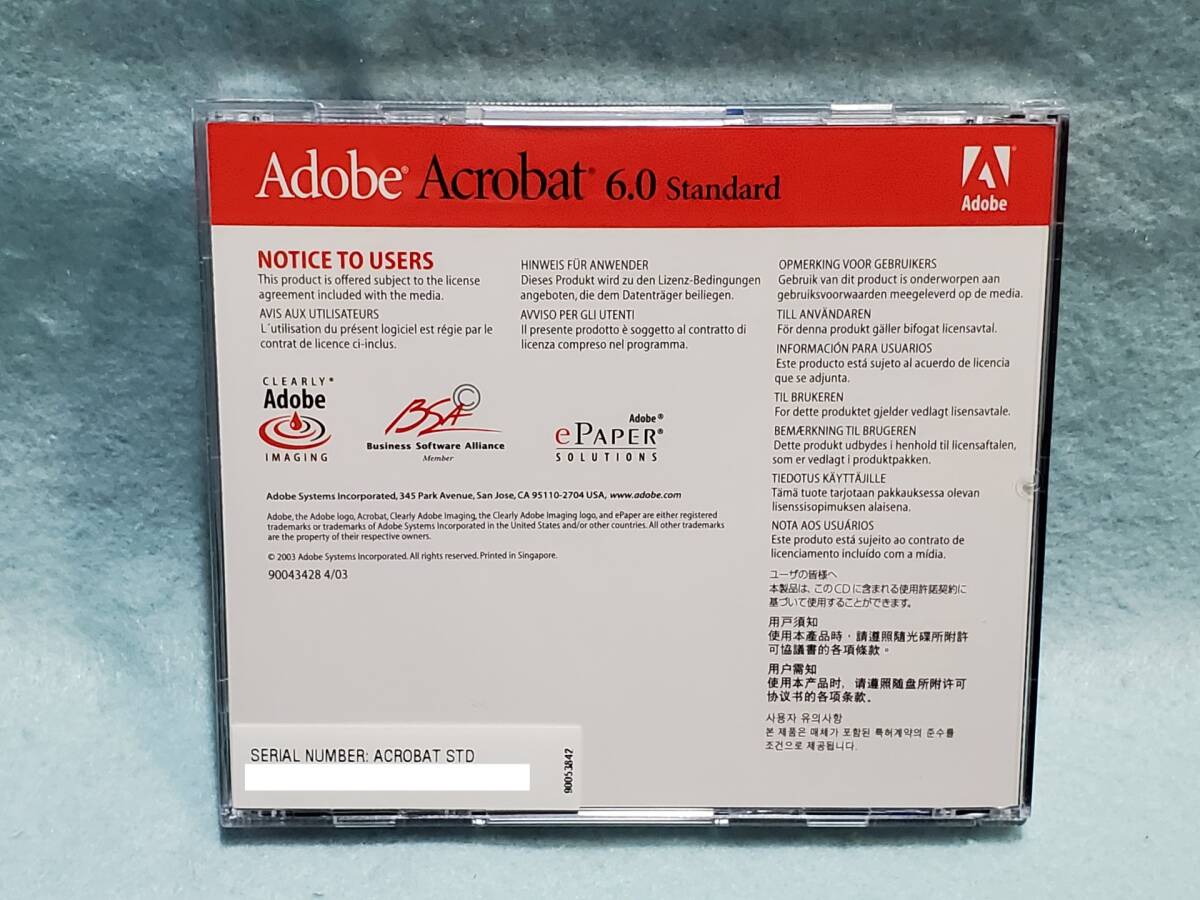 Adobe® Acrobat® 6.0 Standard
Adobe
NOTICE TO USERS
This product is offered subject to the license
agreement included with the media.
AVIS AUX UTILISATEURS
L´utilisation du présent logiciel est régie par le
contrat de licence ci-inclus.
HINWEIS FÜR ANWENDER
Dieses Produkt wird zu den Lizenz-Bedingungen
angeboten, die dem Datenträger beiliegen.
AVVISO PER GLI UTENTI
Il presente prodotto è soggetto al contratto di
licenza compreso nel programma.
OPMERKING VOOR GEBRUIKERS
Gebruik van dit product is onderworpen aan
gebruiksvoorwaarden meegeleverd op de media.
TILL ANVÄNDAREN
För denna produkt gäller bifogat licensavtal.
INFORMACIÓN PARA USUARIOS
Este producto está sujeto al acuerdo de licencia
que se adjunta.
TIL BRUKEREN
For dette produktet gjelder vedlagt lisensavtale.
BEMÆRKNING TIL BRUGEREN
Dette produkt udbydes i henhold til licensaftalen,
som er vedlagt i produktpakken.
TIEDOTUS KÄYTTÄJILLE
Tämä tuote tarjotaan pakkauksessa olevan
lisenssisopimuksen alaisena.
NOTA AOS USUÁRIOS
Este produto está sujeito ao contrato de
licenciamento incluído com a mídia.
ユーザの皆様へ
本製品は、このCDに含まれる使用許諾契約に
基づいて使用することができます。
用戶須知
使用本產品時，請遵照隨光碟所附許
可協議書的各項條款。
用户需知
使用本产品时，请遵照随盘所附许可
协议书的各项条款。
사용자 유의사항
본 제품은 매체가 포함된 특허계약의 준수를
조건으로 제공됩니다.
CLEARLY®
Adobe
IMAGING
BSA ©
Business Software Alliance
Member
Adobe®
ePAPER®
SOLUTIONS
Adobe Systems Incorporated, 345 Park Avenue, San Jose, CA 95110-2704 USA, www.adobe.com
Adobe, the Adobe logo, Acrobat, Clearly Adobe Imaging, the Clearly Adobe Imaging logo, and ePaper are either registered
trademarks or trademarks of Adobe Systems Incorporated in the United States and/or other countries. All other trademarks
are the property of their respective owners.
© 2003 Adobe Systems Incorporated. All rights reserved. Printed in Singapore.
90043428 4/03
SERIAL NUMBER: ACROBAT STD
90053842